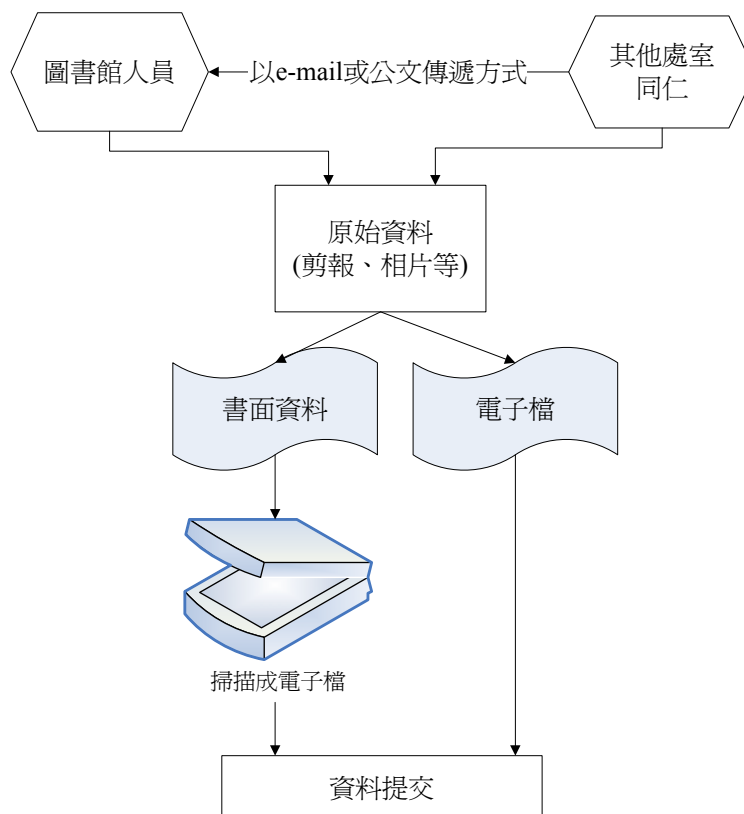 圖書館人員
以e-mail或公文傳遞方式
其他處室
同仁
原始資料
(剪報、相片等)
書面資料
電子檔
掃描成電子檔
資料提交